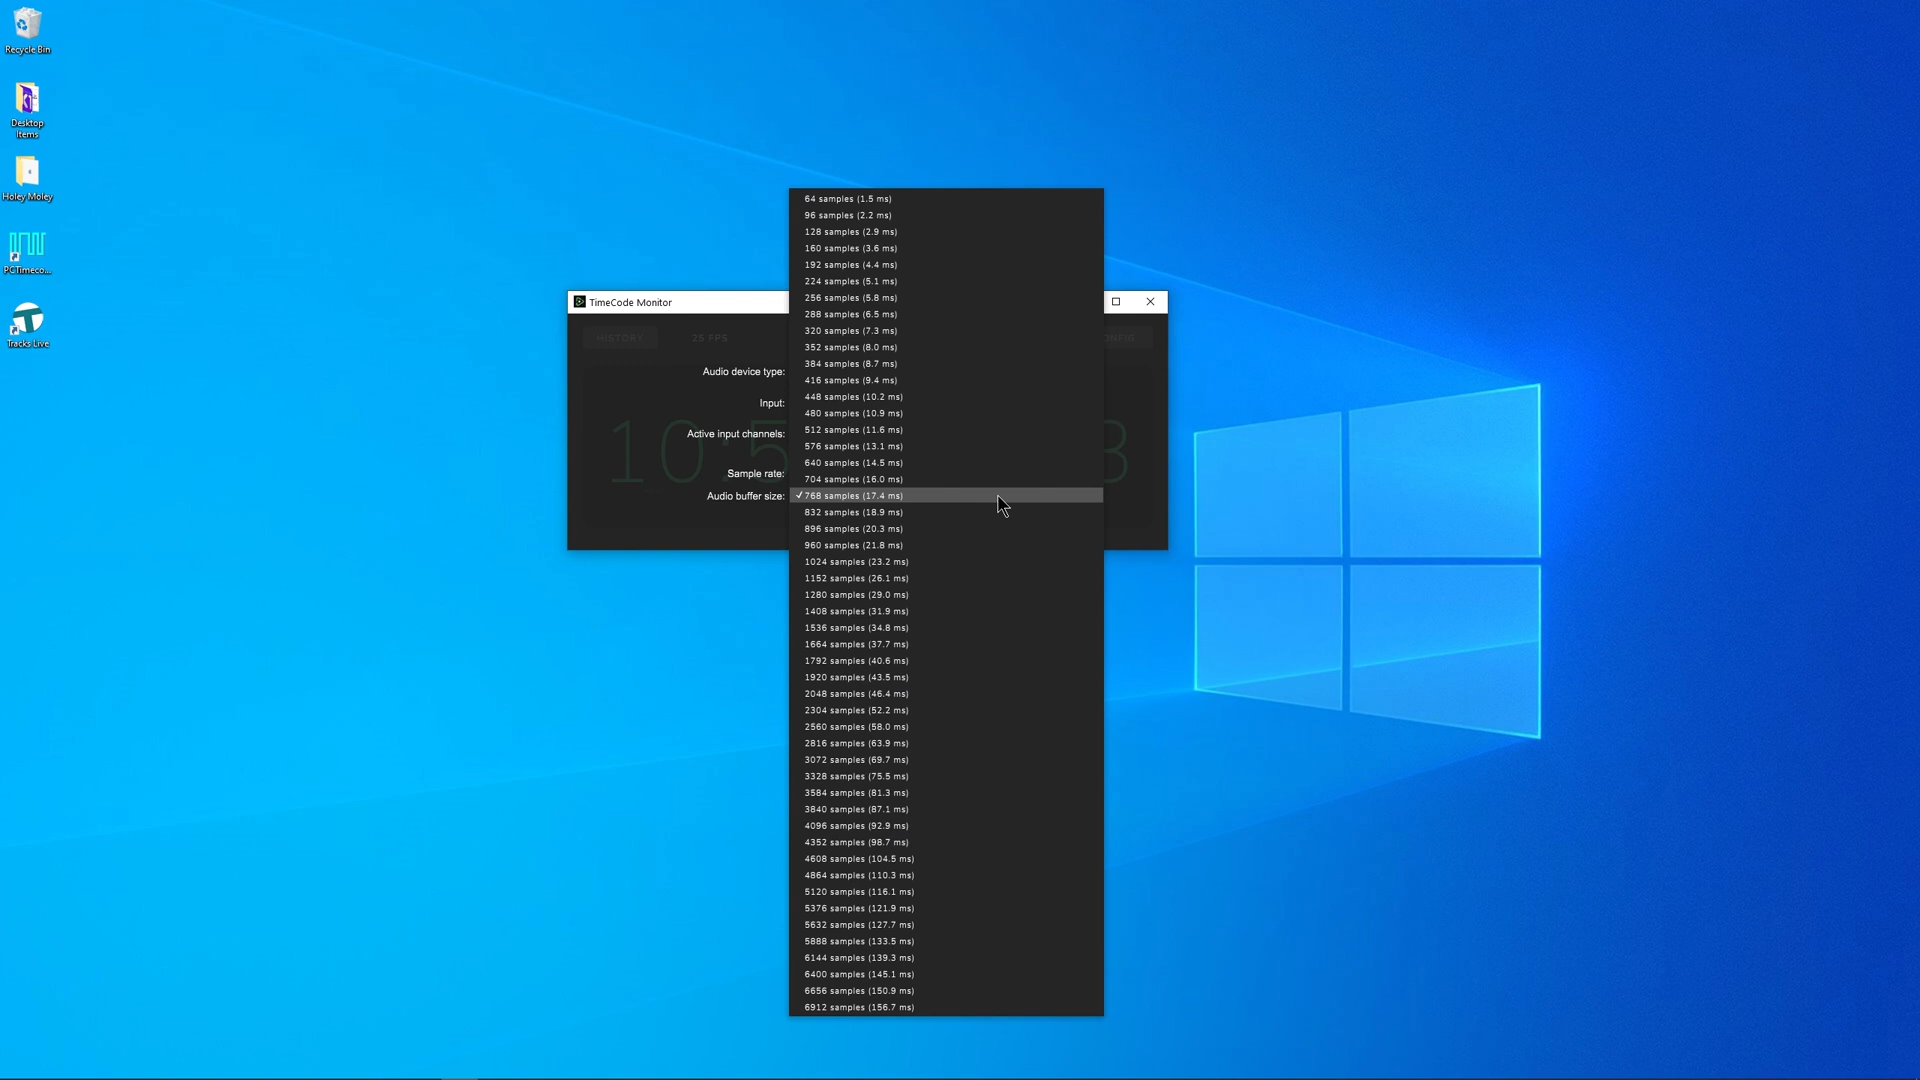 Recycle Bin
Desktop
Items
Holey Moley
PCTimeco...
Tracks Live
TimeCode Monitor
HISTORY
25 FPS
Audio device type:
Input:
Active input channels:
Sample rate:
Audio buffer size:
64 samples (1.5 ms)
96 samples (2.2 ms)
128 samples (2.9 ms)
160 samples (3.6 ms)
192 samples (4.4 ms)
224 samples (5.1 ms)
256 samples (5.8 ms)
288 samples (6.5 ms)
320 samples (7.3 ms)
352 samples (8.0 ms)
384 samples (8.7 ms)
416 samples (9.4 ms)
448 samples (10.2 ms)
480 samples (10.9 ms)
512 samples (11.6 ms)
576 samples (13.1 ms)
640 samples (14.5 ms)
704 samples (16.0 ms)
✓768 samples (17.4 ms)
832 samples (18.9 ms)
896 samples (20.3 ms)
960 samples (21.8 ms)
1024 samples (23.2 ms)
1152 samples (26.1 ms)
1280 samples (29.0 ms)
1408 samples (31.9 ms)
1536 samples (34.8 ms)
1664 samples (37.7 ms)
1792 samples (40.6 ms)
1920 samples (43.5 ms)
2048 samples (46.4 ms)
2304 samples (52.2 ms)
2560 samples (58.0 ms)
2816 samples (63.9 ms)
3072 samples (69.7 ms)
3328 samples (75.5 ms)
3584 samples (81.3 ms)
3840 samples (87.1 ms)
4096 samples (92.9 ms)
4352 samples (98.7 ms)
4608 samples (104.5 ms)
4864 samples (110.3 ms)
5120 samples (116.1 ms)
5376 samples (121.9 ms)
5632 samples (127.7 ms)
5888 samples (133.5 ms)
6144 samples (139.3 ms)
6400 samples (145.1 ms)
6656 samples (150.9 ms)
6912 samples (156.7 ms)